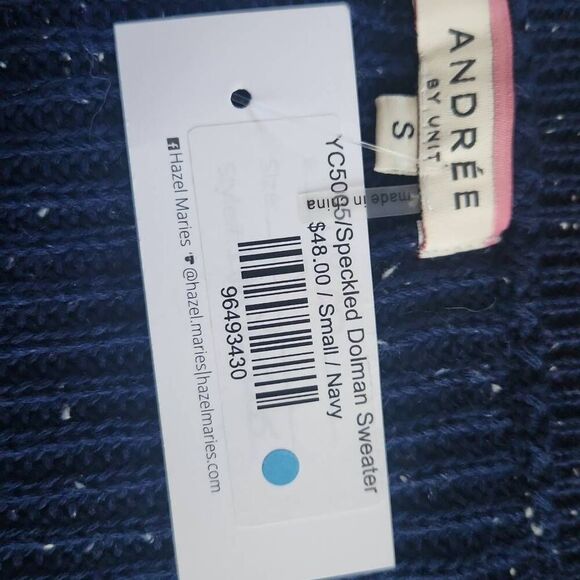 ANDRÉE
BY UNIT
S
made in
China
YC5095/Speckled Dolman Sweater
$48.00 / Small / Navy
96493430
Hazel Maries @hazel.maries|hazelmaries.com